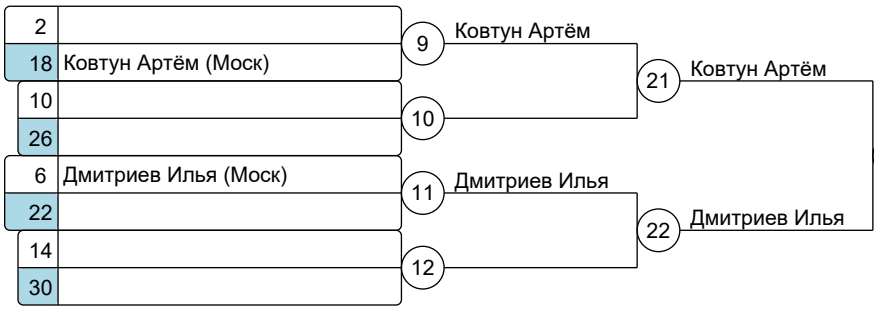 2
18 Ковтун Артём (Моск)
9 Ковтун Артём
10
26
10
21 Ковтун Артём
6 Дмитриев Илья (Моск)
22
11 Дмитриев Илья
14
30
12
22 Дмитриев Илья